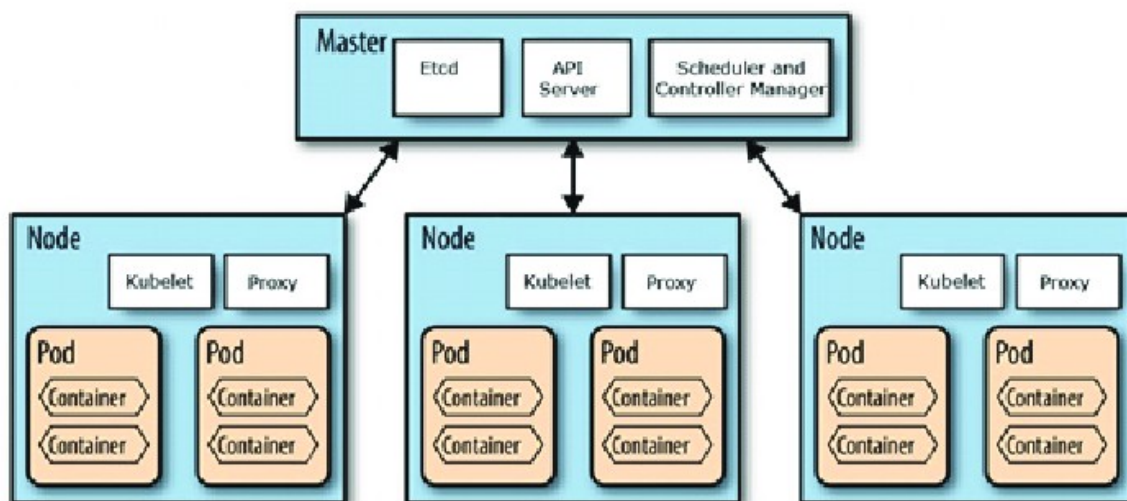 Master
Etcd
API
Server
Scheduler and
Controller Manager
Node
Kubelet
Proxy
Pod
Container
Container
Pod
Container
Container
Node
Kubelet
Proxy
Pod
Container
Container
Pod
Container
Container
Node
Kubelet
Proxy
Pod
Container
Container
Pod
Container
Container